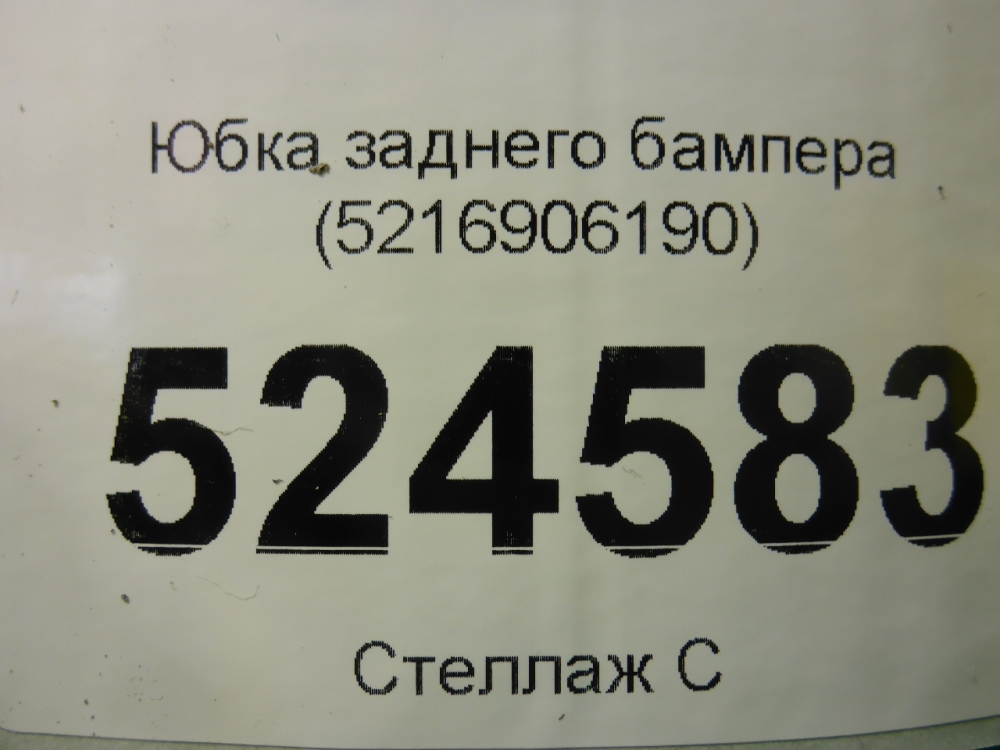 Юбка заднего бампера
(5216906190)
524583
Стеллаж С